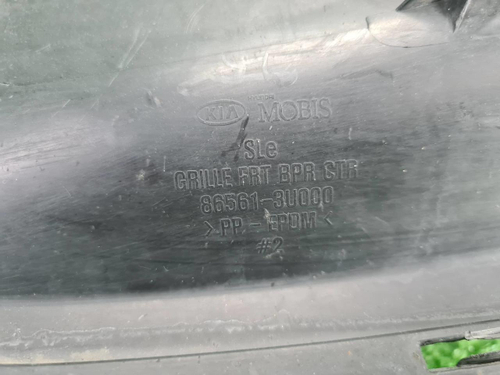 KIA MOBIS
SLe
GRILLE FRT BPR CTR
86561-3U000
>PP-EPDM<
#2